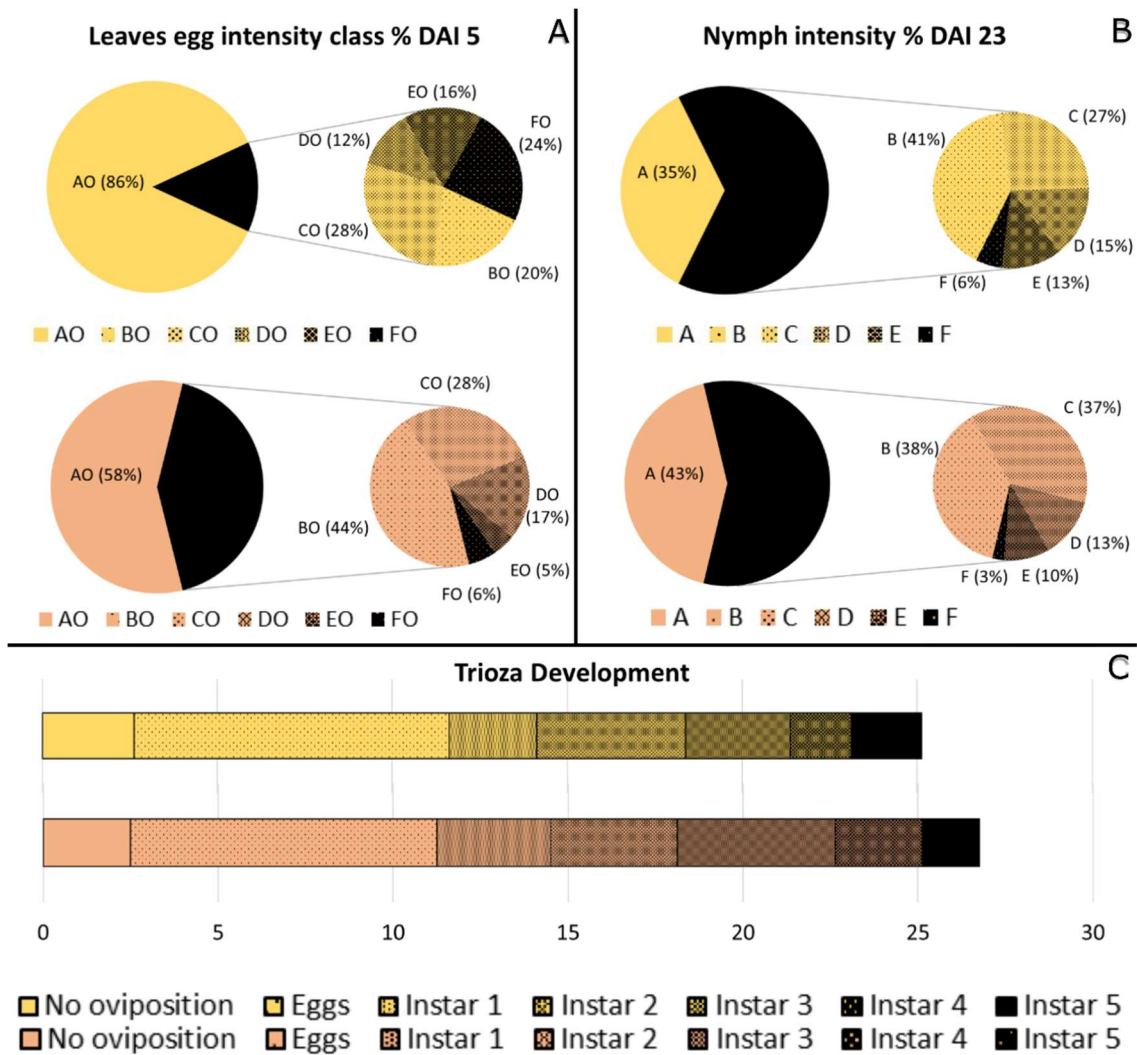 Leaves egg intensity class % DAI 5
A
EO (16%)
DO (12%)
FO
(24%)
AO (86%)
CO (28%)
BO (20%)
AO BO CO DO EO FO
CO (28%)
AO (58%)
DO
(17%)
BO (44%)
EO (5%)
FO (6%)
AO BO CO DO EO FO
Nymph intensity % DAI 23
B
C (27%)
B (41%)
A (35%)
D (15%)
F (6%)
E (13%)
A B C D E F
C (37%)
B (38%)
A (43%)
D (13%)
F (3%)
E (10%)
A B C D E F
Trioza Development
C
0 5 10 15 20 25 30
No oviposition Eggs Instar 1 Instar 2 Instar 3 Instar 4 Instar 5
No oviposition Eggs Instar 1 Instar 2 Instar 3 Instar 4 Instar 5